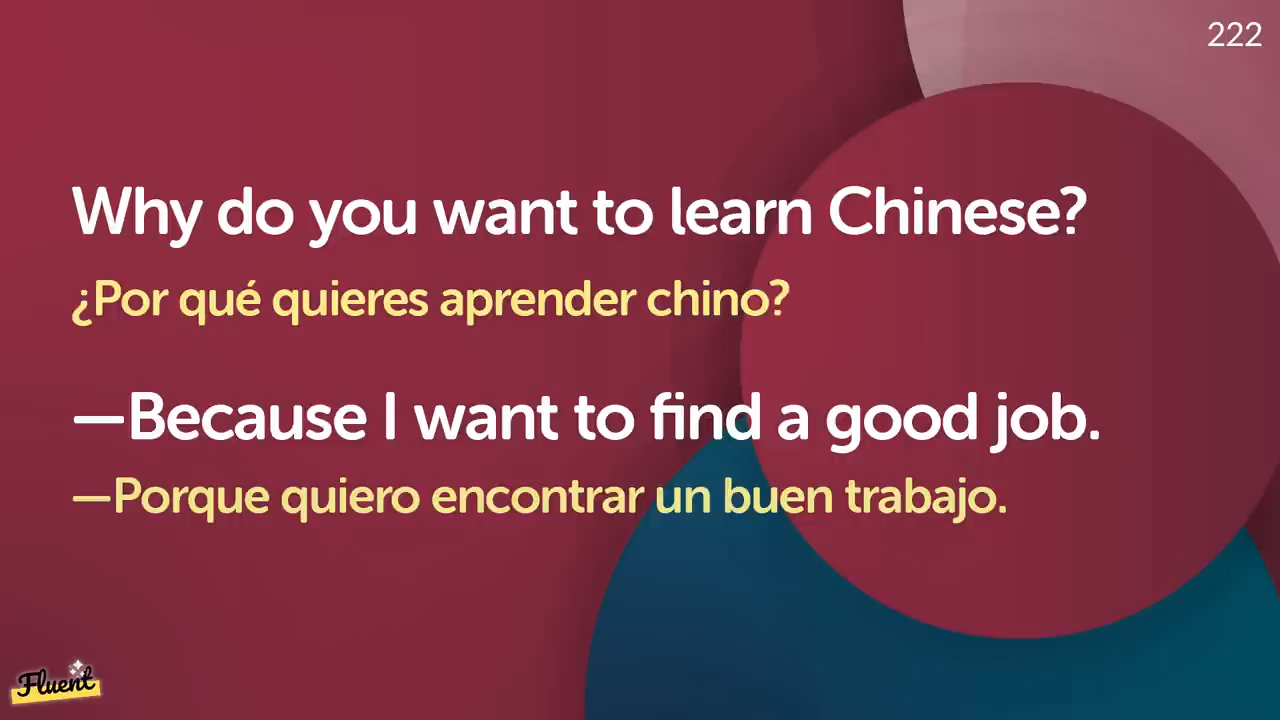 222
Why do you want to learn Chinese?
¿Por qué quieres aprender chino?
—Because I want to find a good job.
—Porque quiero encontrar un buen trabajo.
Fluent